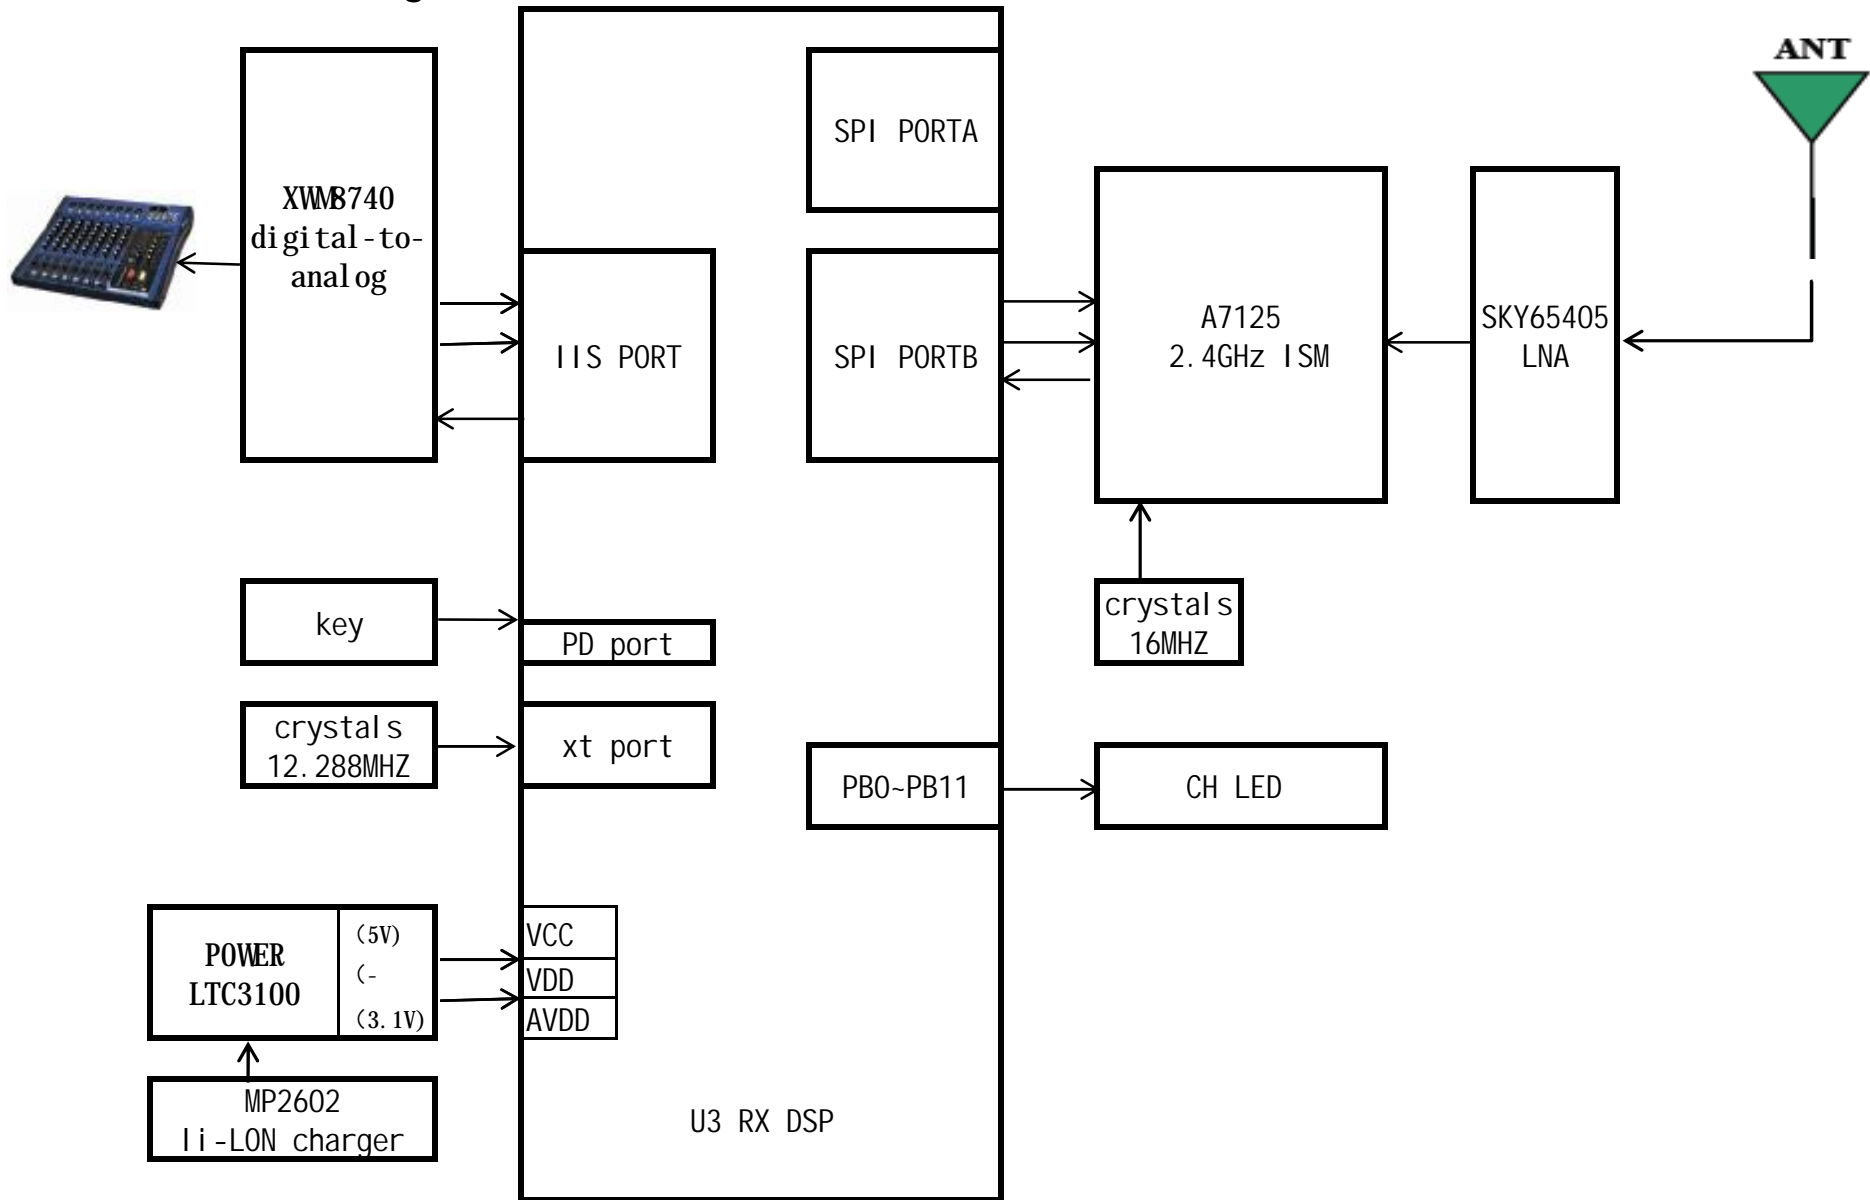 ANT
SPI PORTA
XWM8740
digital-to-
analog
IIS PORT
SPI PORTB
A7125
2.4GHz ISM
SKY65405
LNA
key
PD port
crystals
16MHZ
crystals
12.288MHZ
xt port
PB0~PB11
CH LED
POWER
LTC3100
(5V)
(-
(3.1V)
VCC
VDD
AVDD
MP2602
li-LON charger
U3 RX DSP